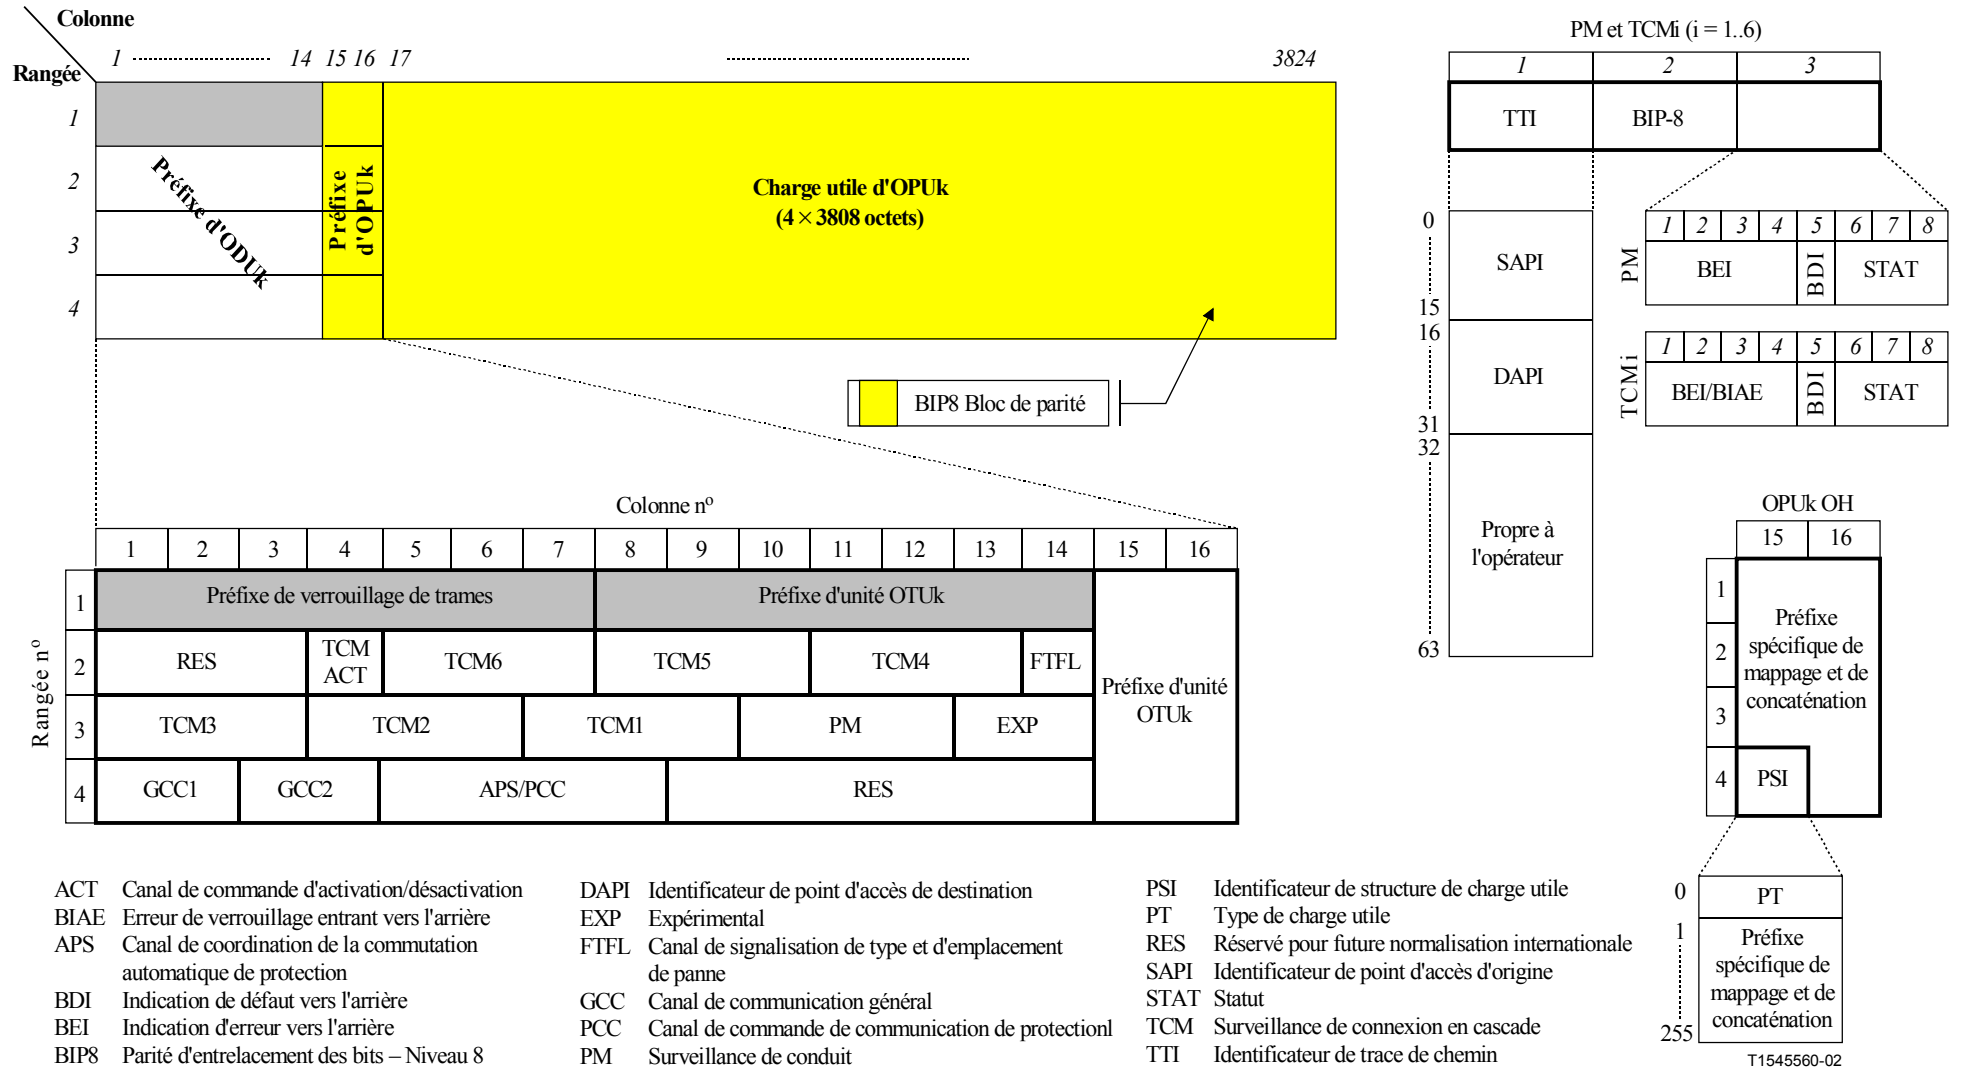 Colonne
Rangée
1 14 15 16 17 3824
1
2
3
4
Préfixe d'ODUk
Préfixe
d'OPUk
Charge utile d'OPUk
(4 × 3808 octets)
BIP8 Bloc de parité
PM et TCMi (i = 1..6)
1 2 3
TTI BIP-8
0
SAPI
15
16
DAPI
31
32
Propre à
l'opérateur
63
PM
1 2 3 4 5 6 7 8
BEI BDI STAT
TCMi
1 2 3 4 5 6 7 8
BEI/BIAE BDI STAT
Colonne nº
1 2 3 4 5 6 7 8 9 10 11 12 13 14 15 16
Rangée nº
1 Préfixe de verrouillage de trames Préfixe d'unité OTUk
2 RES TCM
ACT TCM6 TCM5 TCM4 FTFL
Préfixe d'unité
OTUk
3 TCM3 TCM2 TCM1 PM EXP
4 GCC1 GCC2 APS/PCC RES
OPUk OH
15 16
1
2
3
4
Préfixe
spécifique de
mappage et de
concaténation
PSI
0 PT
1
Préfixe
spécifique de
mappage et de
concaténation
255
ACT Canal de commande d'activation/désactivation
BIAE Erreur de verrouillage entrant vers l'arrière
APS Canal de coordination de la commutation
automatique de protection
BDI Indication de défaut vers l'arrière
BEI Indication d'erreur vers l'arrière
BIP8 Parité d'entrelacement des bits – Niveau 8
DAPI Identificateur de point d'accès de destination
EXP Expérimental
FTFL Canal de signalisation de type et d'emplacement
de panne
GCC Canal de communication général
PCC Canal de commande de communication de protectionl
PM Surveillance de conduit
PSI Identificateur de structure de charge utile
PT Type de charge utile
RES Réservé pour future normalisation internationale
SAPI Identificateur de point d'accès d'origine
STAT Statut
TCM Surveillance de connexion en cascade
TTI Identificateur de trace de chemin
T1545560-02